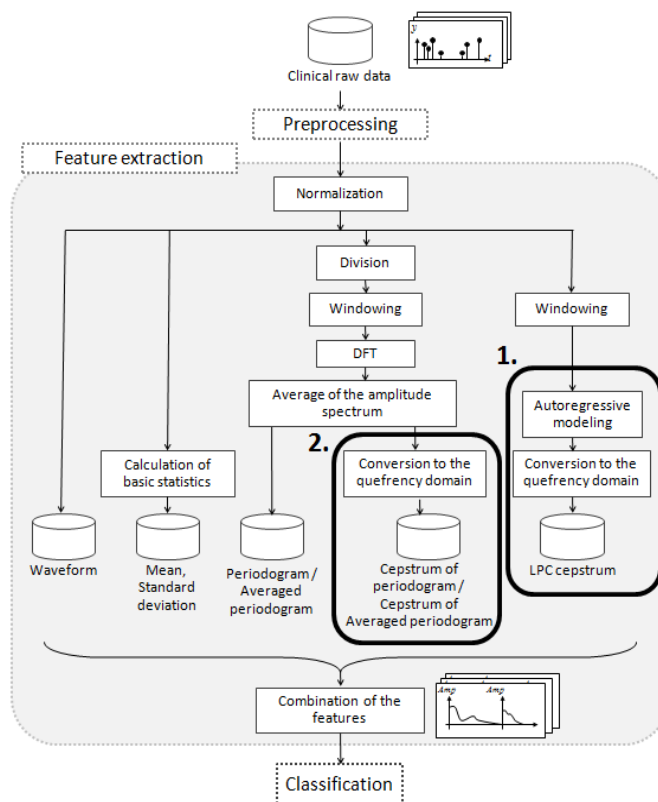 y
t
Clinical raw data
Preprocessing
Feature extraction
Normalization
Division
Windowing
Windowing
DFT
1.
Average of the amplitude
spectrum
Autoregressive
modeling
2.
Calculation of
basic statistics
Conversion to the
quefrency domain
Conversion to the
quefrency domain
Waveform
Mean,
Standard
deviation
Periodogram /
Averaged
periodogram
Cepstrum of
periodogram /
Cepstrum of
Averaged periodogram
LPC cepstrum
Combination of the
features
Amp
Amp
Classification